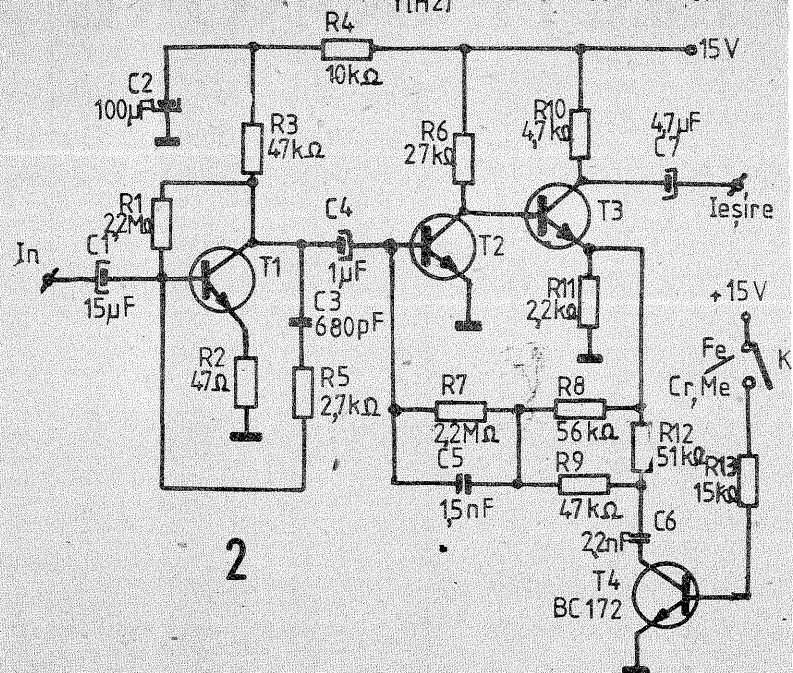 f[Hz]
R4
10kΩ
15V
C2
100µF
R3
47kΩ
R6
27kΩ
R10
4,7kΩ
4,7µF
C7
R1
2,2MΩ
C4
1µF
T1
T2
T3
Ieșire
In
C1
15µF
C3
680pF
R2
47Ω
R5
2,7kΩ
R11
2,2kΩ
+15V
Fe
Cr,Me
K
R7
2,2MΩ
R8
56kΩ
C5
1,5nF
R9
47kΩ
R12
51kΩ
R13
15kΩ
2
C6
2,2nF
T4
BC172